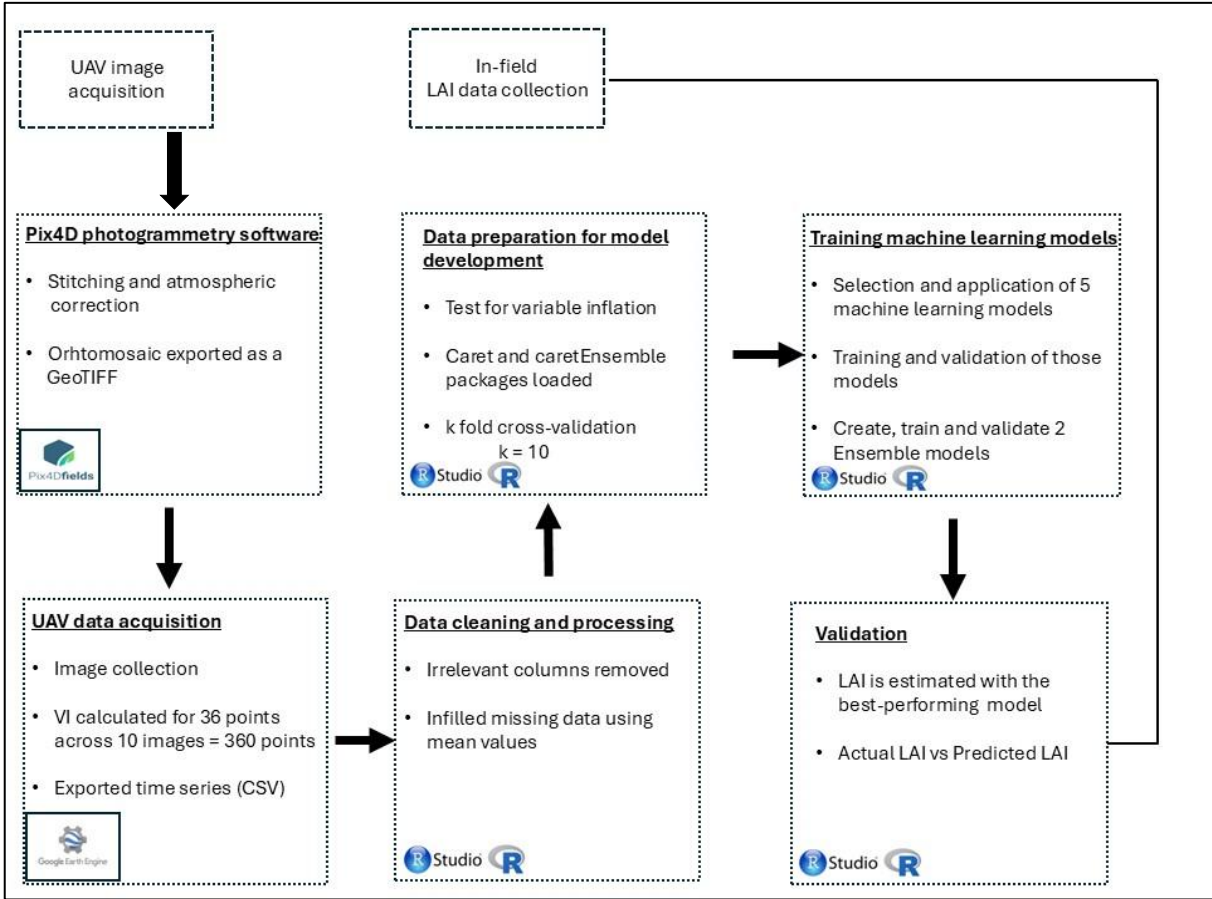 UAV image
acquisition
In-field
LAI data collection
Pix4D photogrammetry software
• Stitching and atmospheric
correction
• Orhtomosaic exported as a
GeoTIFF
Pix4Dfields
Data preparation for model
development
• Test for variable inflation
• Caret and caretEnsemble
packages loaded
• k fold cross-validation
k = 10
R Studio R
Training machine learning models
• Selection and application of 5
machine learning models
• Training and validation of those
models
• Create, train and validate 2
Ensemble models
R Studio R
UAV data acquisition
• Image collection
• VI calculated for 36 points
across 10 images = 360 points
• Exported time series (CSV)
Google Earth Engine
Data cleaning and processing
• Irrelevant columns removed
• Infilled missing data using
mean values
R Studio R
Validation
• LAI is estimated with the
best-performing model
• Actual LAI vs Predicted LAI
R Studio R